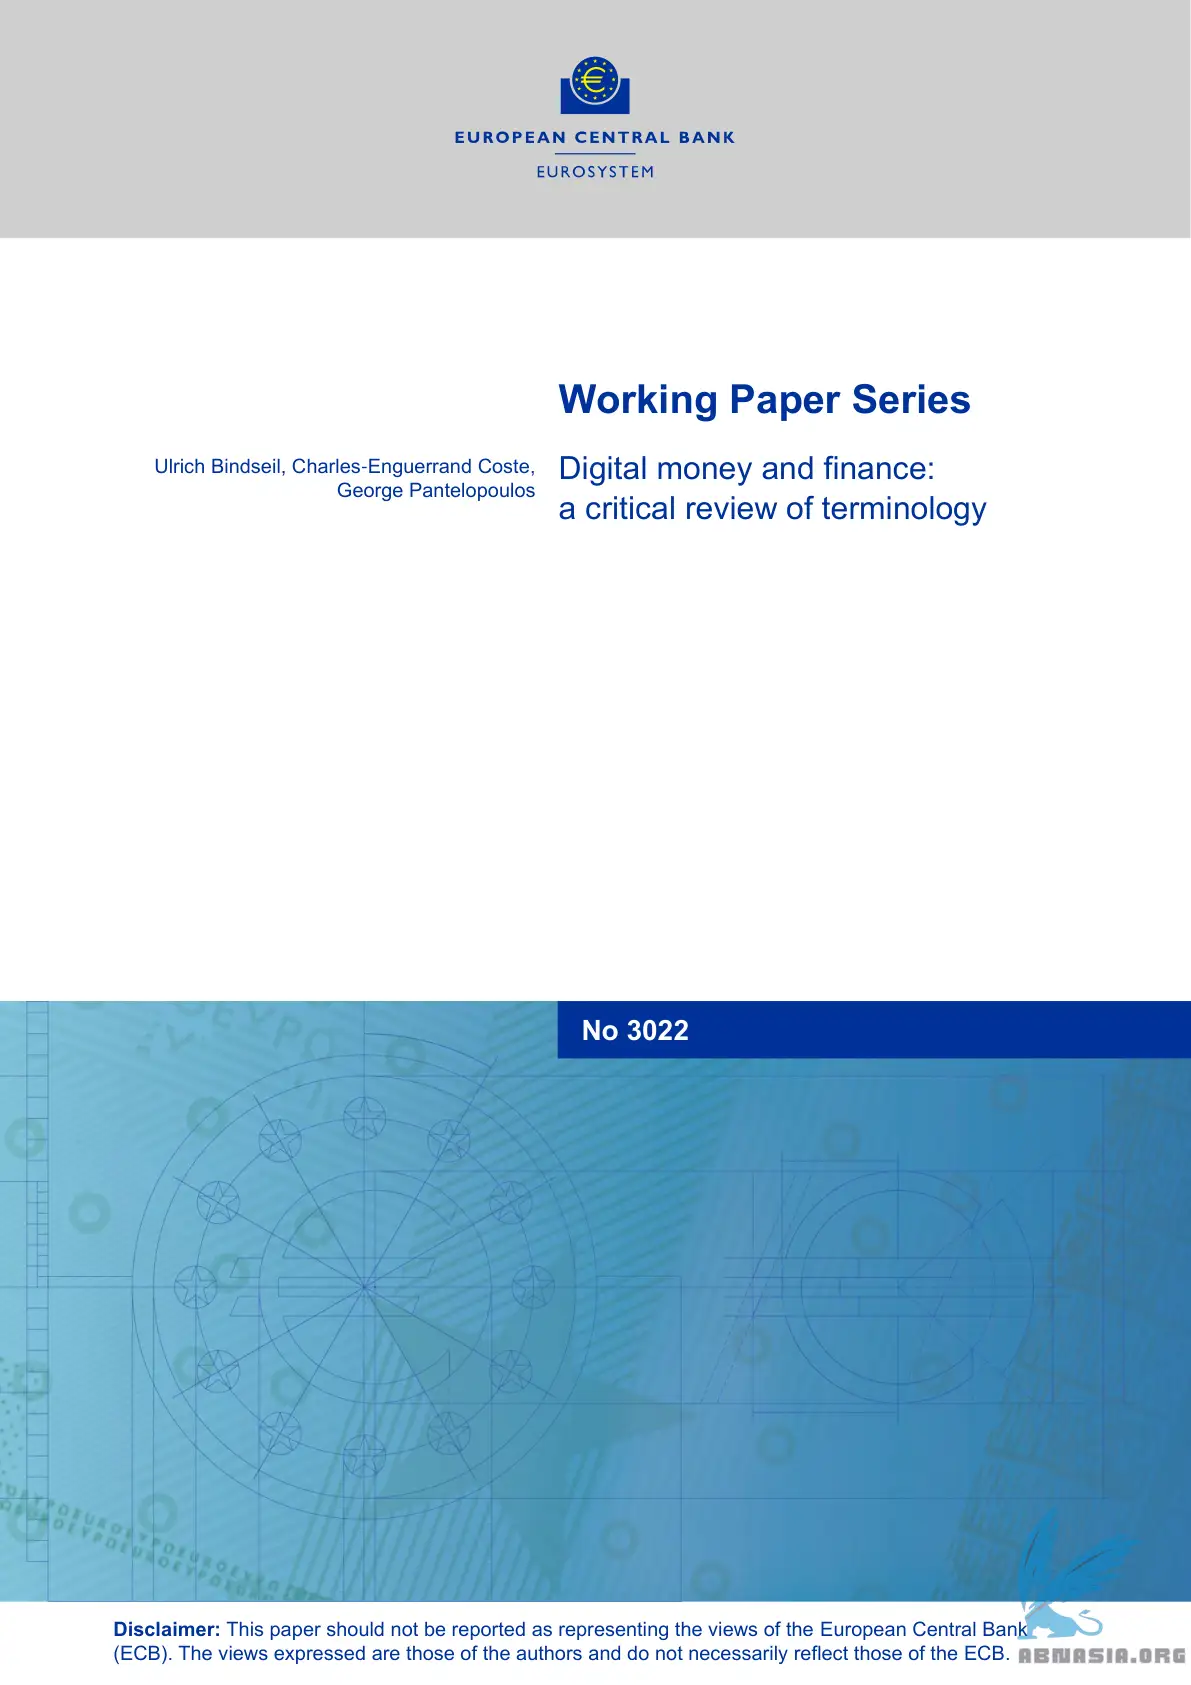 EUROPEAN CENTRAL BANK
EUROSYSTEM
Working Paper Series
Ulrich Bindseil, Charles-Enguerrand Coste,
George Pantelopoulos
Digital money and finance:
a critical review of terminology
No 3022
Disclaimer: This paper should not be reported as representing the views of the European Central Bank
(ECB). The views expressed are those of the authors and do not necessarily reflect those of the ECB.
ABNASIA.ORG